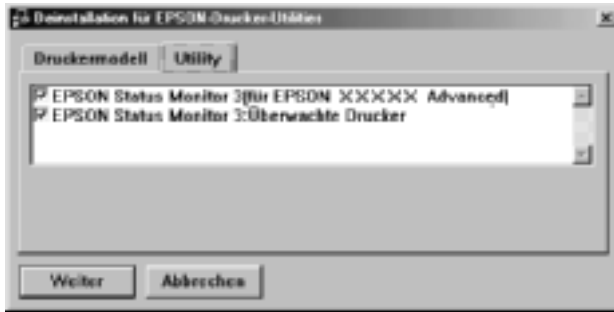 Deinstallation für EPSON-Drucker-Utilities
Druckermodell Utility
EPSON Status Monitor 3(für EPSON XXXXX Advanced)
EPSON Status Monitor 3:Überwachte Drucker
Weiter Abbrechen